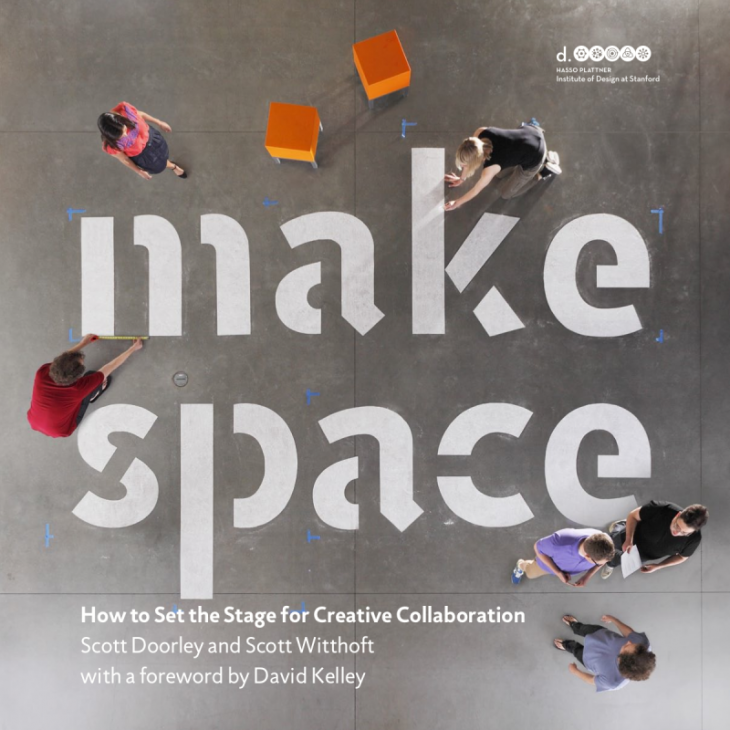 d.
HASSO PLATTNER
Institute of Design at Stanford
make
space
How to Set the Stage for Creative Collaboration
Scott Doorley and Scott Witthoft
with a foreword by David Kelley